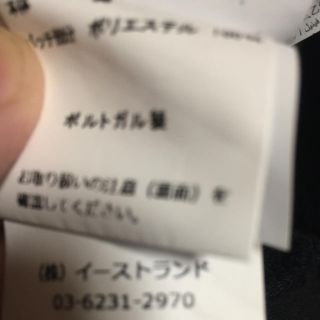 ポリエステル
ポルトガル製
お取り扱いの注意（裏面）を
確認してください。
（株）イーストランド
03-6231-2970